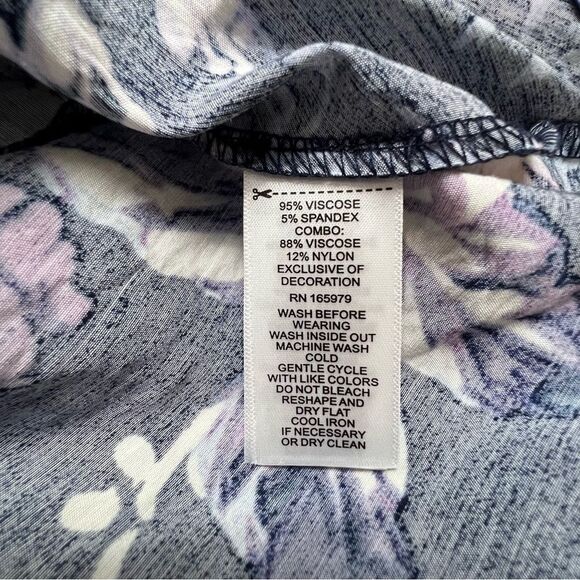 95% VISCOSE
5% SPANDEX
COMBO:
88% VISCOSE
12% NYLON
EXCLUSIVE OF
DECORATION
RN 165979
WASH BEFORE
WEARING
WASH INSIDE OUT
MACHINE WASH
COLD
GENTLE CYCLE
WITH LIKE COLORS
DO NOT BLEACH
RESHAPE AND
DRY FLAT
COOL IRON
IF NECESSARY
OR DRY CLEAN